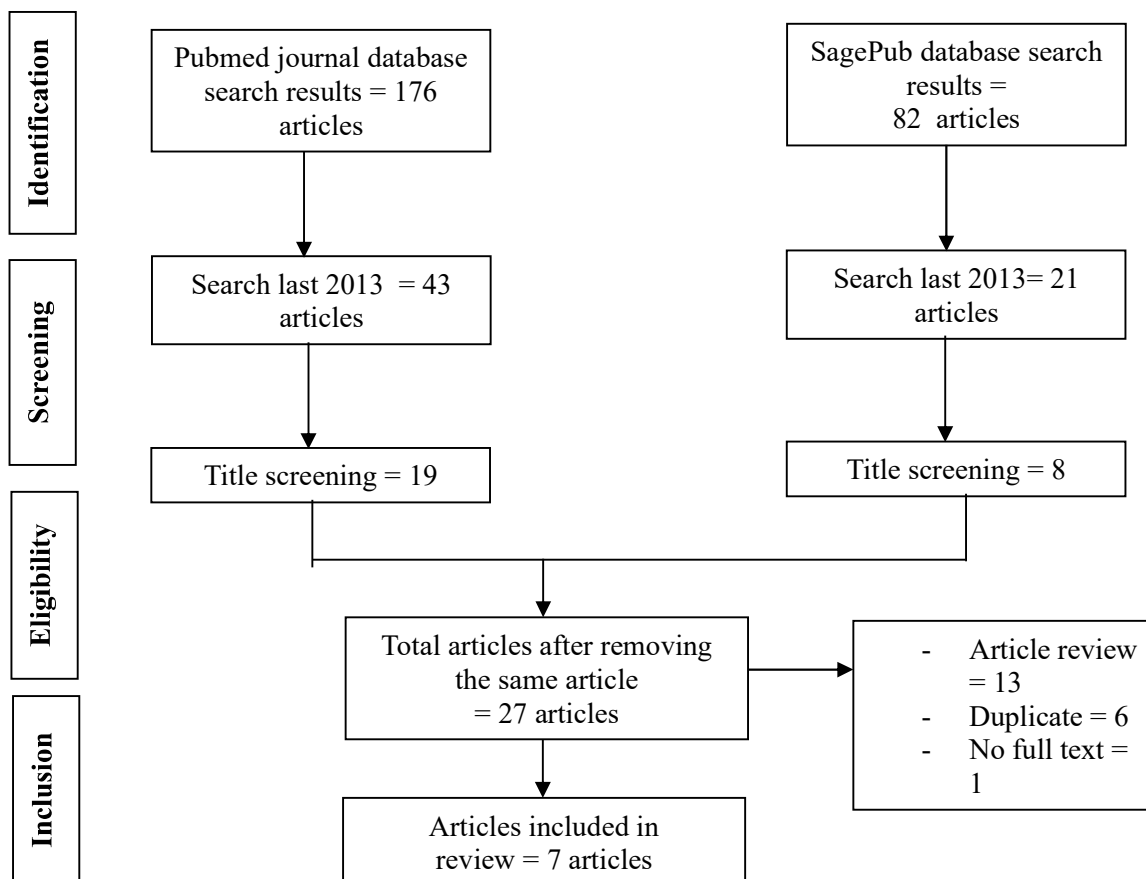 Identification
Pubmed journal database
search results = 176
articles
SagePub database search
results =
82 articles
Screening
Search last 2013 = 43
articles
Search last 2013= 21
articles
Title screening = 19
Title screening = 8
Eligibility
Total articles after removing
the same article
= 27 articles
- Article review
= 13
- Duplicate = 6
- No full text =
1
Inclusion
Articles included in
review = 7 articles